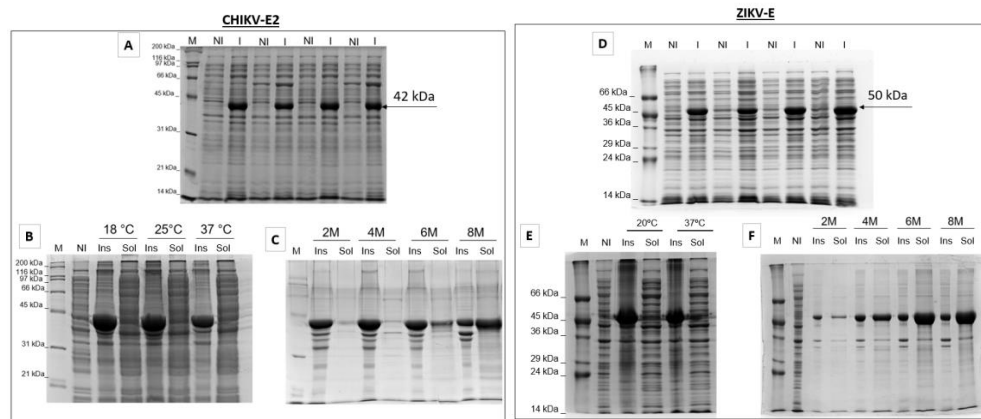 CHIKV-E2
A
M NI I NI I NI I NI I
200 kDa
116 kDa
97 kDa
66 kDa
45 kDa
31 kDa
21 kDa
14 kDa
42 kDa
B
18 °C 25°C 37 °C
M NI Ins Sol Ins Sol Ins Sol
200 kDa
116 kDa
97 kDa
66 kDa
45 kDa
31 kDa
21 kDa
C
2M 4M 6M 8M
M Ins Sol Ins Sol Ins Sol Ins Sol
ZIKV-E
D
M NI I NI I NI I NI I
66 kDa
45 kDa
36 kDa
29 kDa
24 kDa
14 kDa
50 kDa
E
20ºC 37ºC
M NI Ins Sol Ins Sol
66 kDa
45 kDa
36 kDa
29 kDa
24 kDa
14 kDa
F
2M 4M 6M 8M
M NI Ins Sol Ins Sol Ins Sol Ins Sol